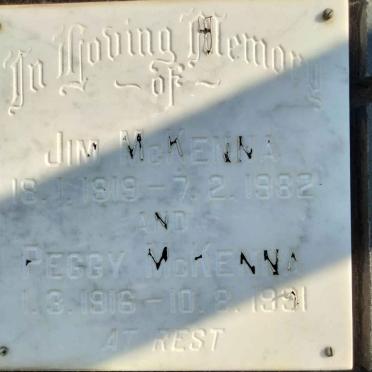 In Loving Memory
~ of ~
JIM McKENNA
18.1.1919 – 7.2.1982
AND
PEGGY McKENNA
1.3.1916 – 10.8.1991
AT REST